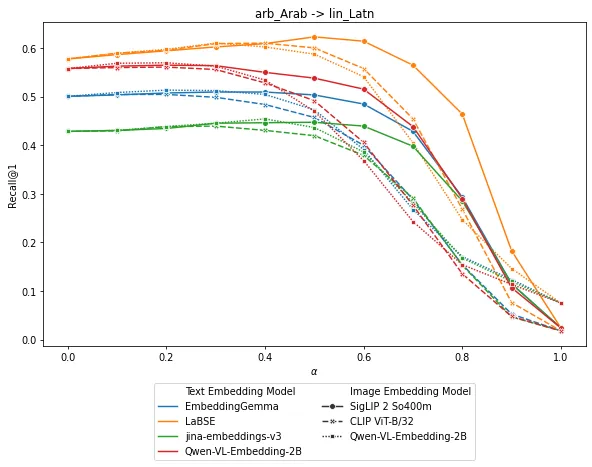 arb_Arab -> lin_Latn
Recall@1
0.6
0.5
0.4
0.3
0.2
0.1
0.0
0.0 0.2 0.4 0.6 0.8 1.0
α
Text Embedding Model Image Embedding Model
EmbeddingGemma SigLIP 2 So400m
LaBSE CLIP ViT-B/32
jina-embeddings-v3 Qwen-VL-Embedding-2B
Qwen-VL-Embedding-2B